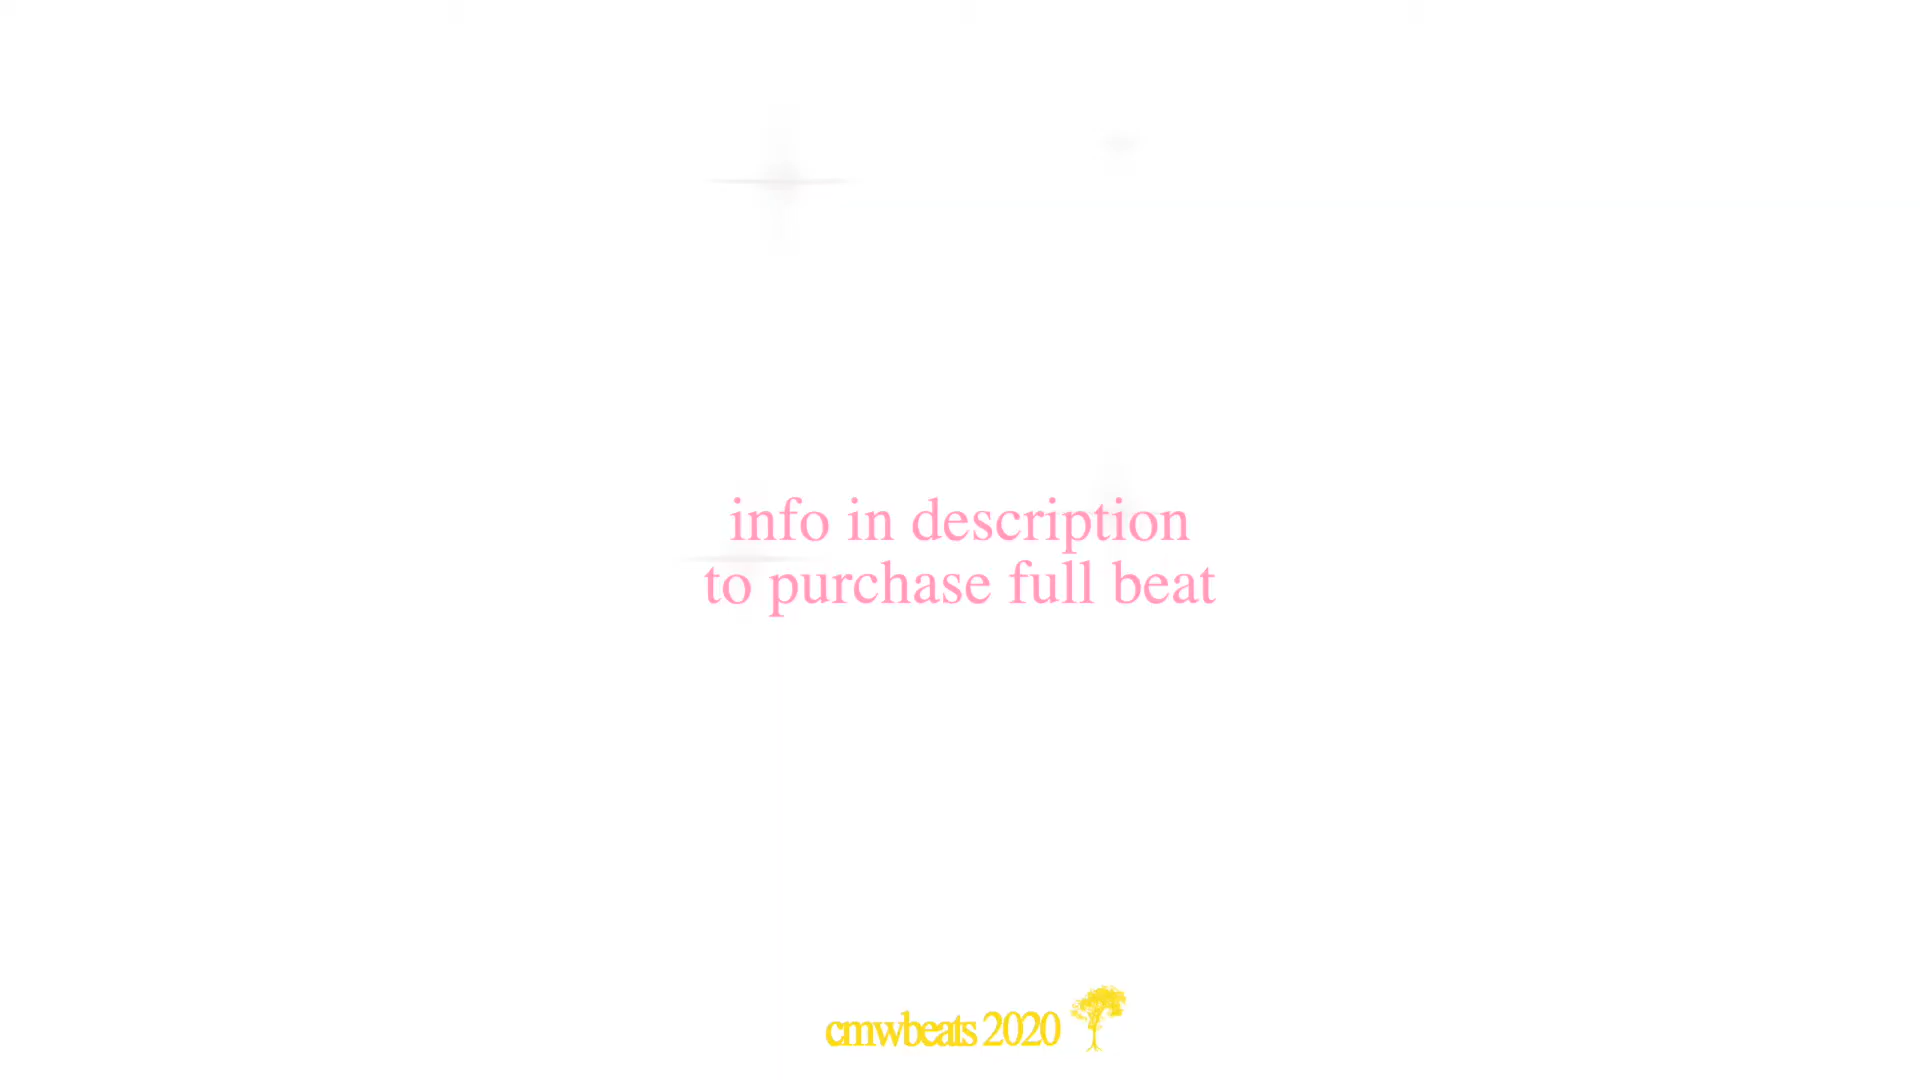 info in description
to purchase full beat
cmwbeats 2020